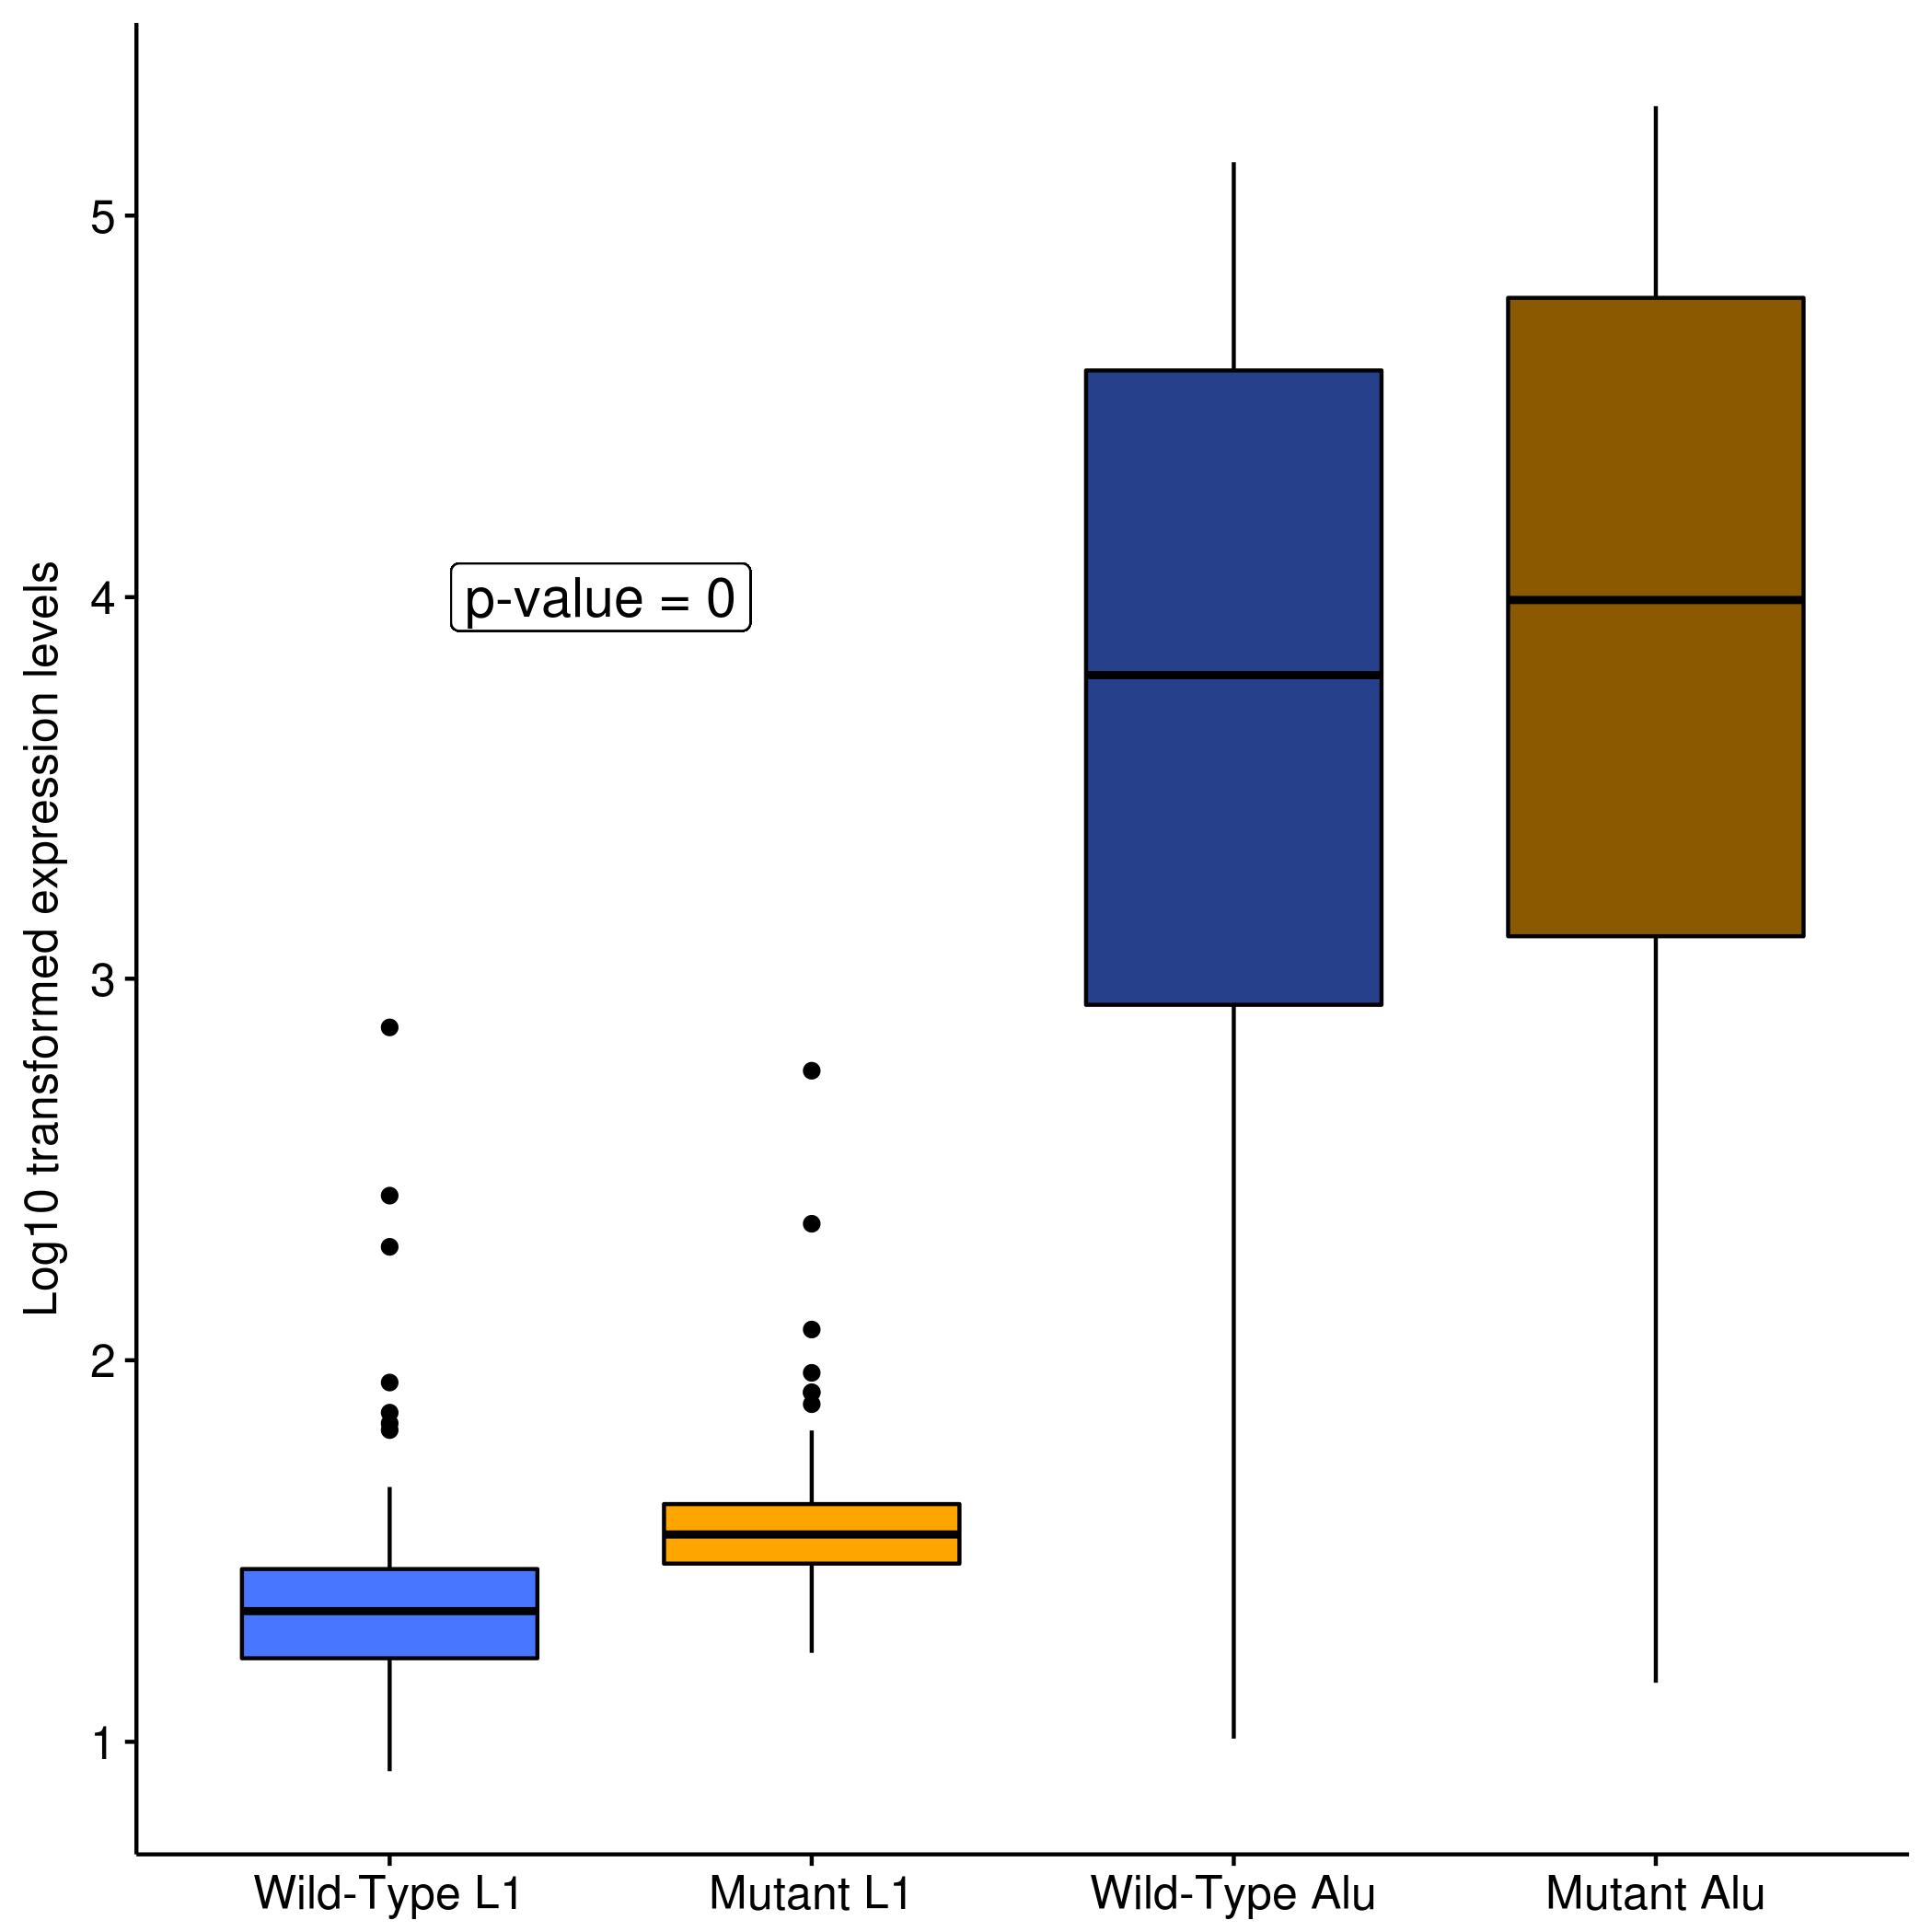 Log10 transformed expression levels
5
4
3
2
1
p-value = 0
Wild-Type L1
Mutant L1
Wild-Type Alu
Mutant Alu